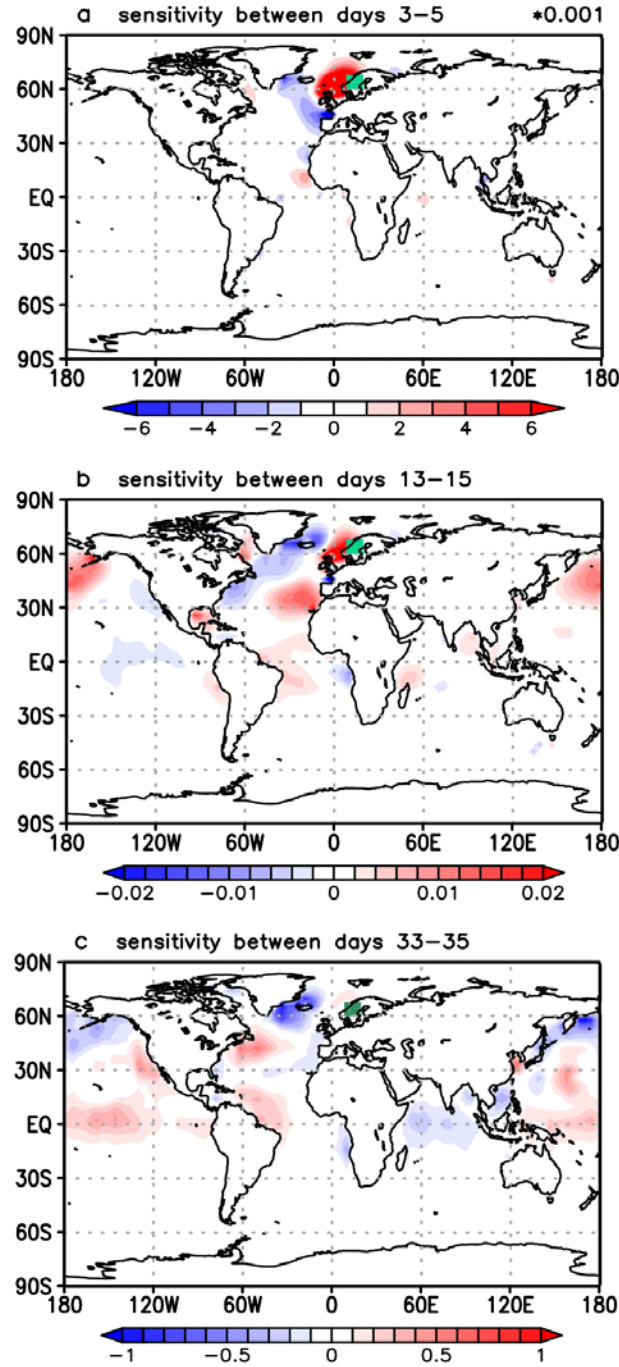 a sensitivity between days 3-5 *0.001
90N
60N
30N
EQ
30S
60S
90S
180 120W 60W 0 60E 120E 180
-6 -4 -2 0 2 4 6
b sensitivity between days 13-15
90N
60N
30N
EQ
30S
60S
90S
180 120W 60W 0 60E 120E 180
-0.02 -0.01 0 0.01 0.02
c sensitivity between days 33-35
90N
60N
30N
EQ
30S
60S
90S
180 120W 60W 0 60E 120E 180
-1 -0.5 0 0.5 1